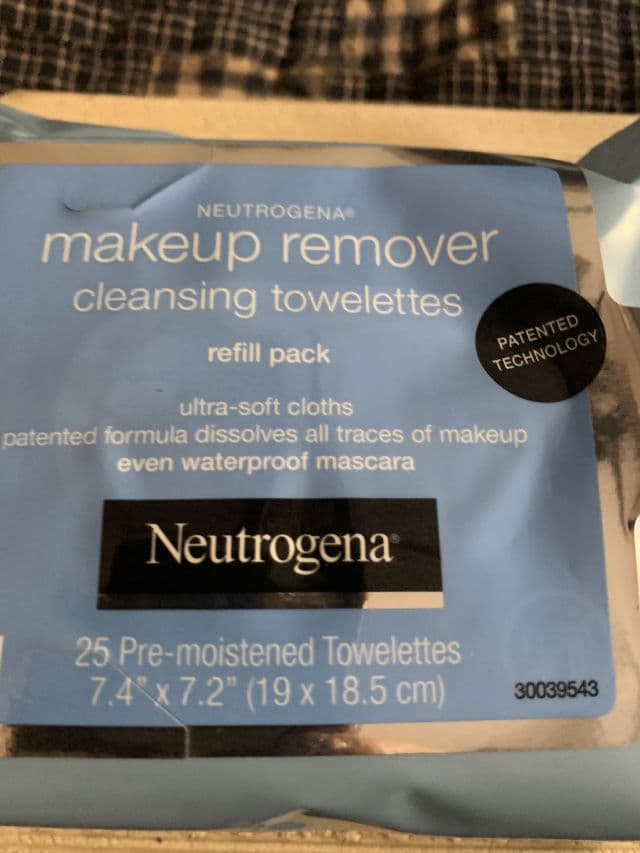 NEUTROGENA®
makeup remover
cleansing towelettes
PATENTED
TECHNOLOGY
refill pack
ultra-soft cloths
patented formula dissolves all traces of makeup
even waterproof mascara
Neutrogena®
25 Pre-moistened Towelettes
7.4" x 7.2" (19 x 18.5 cm)
30039543